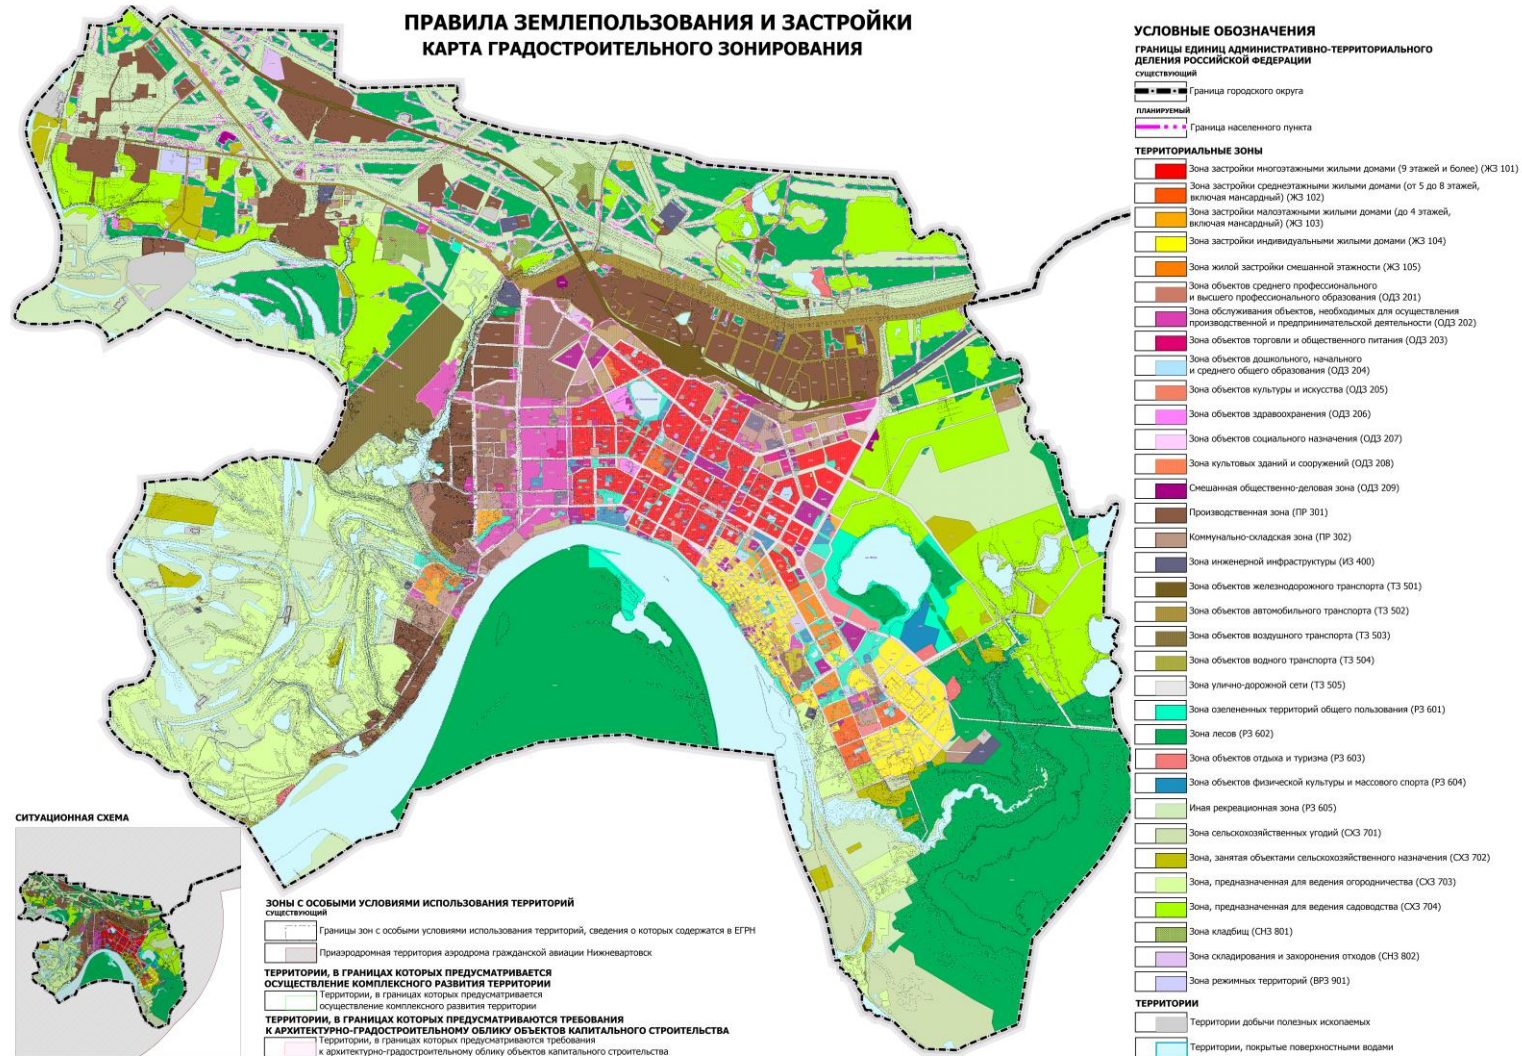 ПРАВИЛА ЗЕМЛЕПОЛЬЗОВАНИЯ И ЗАСТРОЙКИ
КАРТА ГРАДОСТРОИТЕЛЬНОГО ЗОНИРОВАНИЯ
УСЛОВНЫЕ ОБОЗНАЧЕНИЯ
ГРАНИЦЫ ЕДИНИЦ АДМИНИСТРАТИВНО-ТЕРРИТОРИАЛЬНОГО
ДЕЛЕНИЯ РОССИЙСКОЙ ФЕДЕРАЦИИ
СУЩЕСТВУЮЩИЙ
Граница городского округа
ПЛАНИРУЕМЫЙ
Граница населенного пункта
ТЕРРИТОРИАЛЬНЫЕ ЗОНЫ
Зона застройки многоэтажными жилыми домами (9 этажей и более) (ЖЗ 101)
Зона застройки среднеэтажными жилыми домами (от 5 до 8 этажей,
включая мансардный) (ЖЗ 102)
Зона застройки малоэтажными жилыми домами (до 4 этажей,
включая мансардный) (ЖЗ 103)
Зона застройки индивидуальными жилыми домами (ЖЗ 104)
Зона жилой застройки смешанной этажности (ЖЗ 105)
Зона объектов среднего профессионального
и высшего профессионального образования (ОДЗ 201)
Зона обслуживания объектов, необходимых для осуществления
производственной и предпринимательской деятельности (ОДЗ 202)
Зона объектов торговли и общественного питания (ОДЗ 203)
Зона объектов дошкольного, начального
и среднего общего образования (ОДЗ 204)
Зона объектов культуры и искусства (ОДЗ 205)
Зона объектов здравоохранения (ОДЗ 206)
Зона объектов социального назначения (ОДЗ 207)
Зона культовых зданий и сооружений (ОДЗ 208)
Смешанная общественно-деловая зона (ОДЗ 209)
Производственная зона (ПР 301)
Коммунально-складская зона (ПР 302)
Зона инженерной инфраструктуры (ИЗ 400)
Зона объектов железнодорожного транспорта (ТЗ 501)
Зона объектов автомобильного транспорта (ТЗ 502)
Зона объектов воздушного транспорта (ТЗ 503)
Зона объектов водного транспорта (ТЗ 504)
Зона улично-дорожной сети (ТЗ 505)
Зона озелененных территорий общего пользования (РЗ 601)
Зона лесов (РЗ 602)
Зона объектов отдыха и туризма (РЗ 603)
Зона объектов физической культуры и массового спорта (РЗ 604)
Иная рекреационная зона (РЗ 605)
Зона сельскохозяйственных угодий (СХЗ 701)
Зона, занятая объектами сельскохозяйственного назначения (СХЗ 702)
Зона, предназначенная для ведения огородничества (СХЗ 703)
Зона, предназначенная для ведения садоводства (СХЗ 704)
Зона кладбищ (СНЗ 801)
Зона складирования и захоронения отходов (СНЗ 802)
Зона режимных территорий (ВРЗ 901)
ТЕРРИТОРИИ
Территории добычи полезных ископаемых
Территории, покрытые поверхностными водами
СИТУАЦИОННАЯ СХЕМА
ЗОНЫ С ОСОБЫМИ УСЛОВИЯМИ ИСПОЛЬЗОВАНИЯ ТЕРРИТОРИЙ
СУЩЕСТВУЮЩИЙ
Границы зон с особыми условиями использования территорий, сведения о которых содержатся в ЕГРН
Приаэродромная территория аэродрома гражданской авиации Нижневартовск
ТЕРРИТОРИИ, В ГРАНИЦАХ КОТОРЫХ ПРЕДУСМАТРИВАЕТСЯ
ОСУЩЕСТВЛЕНИЕ КОМПЛЕКСНОГО РАЗВИТИЯ ТЕРРИТОРИИ
Территории, в границах которых предусматривается
осуществление комплексного развития территории
ТЕРРИТОРИИ, В ГРАНИЦАХ КОТОРЫХ ПРЕДУСМАТРИВАЮТСЯ ТРЕБОВАНИЯ
К АРХИТЕКТУРНО-ГРАДОСТРОИТЕЛЬНОМУ ОБЛИКУ ОБЪЕКТОВ КАПИТАЛЬНОГО СТРОИТЕЛЬСТВА
Территории, в границах которых предусматриваются требования
к архитектурно-градостроительному облику объектов капитального строительства